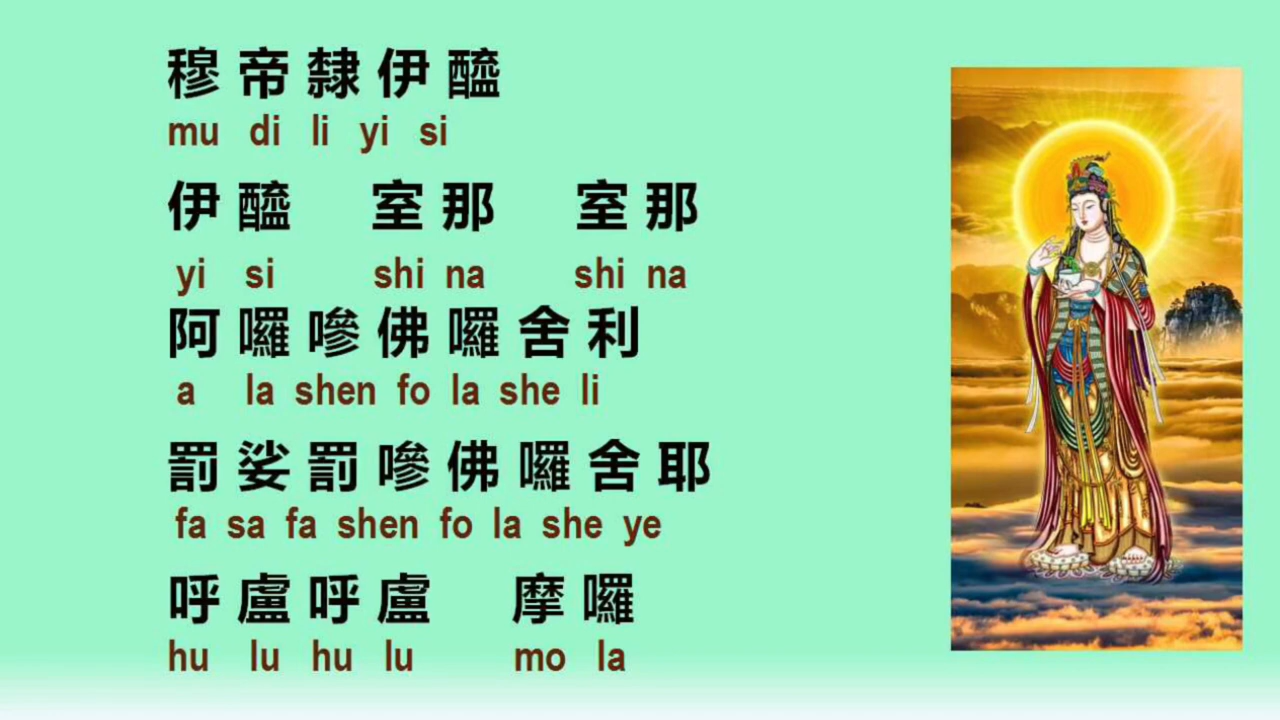 穆帝隸伊醯
mu di li yi si
伊醯 室那 室那
yi si shi na shi na
阿囉嘇佛囉舍利
a la shen fo la she li
罰娑罰嘇佛囉舍耶
fa sa fa shen fo la she ye
呼盧呼盧 摩囉
hu lu hu lu mo la